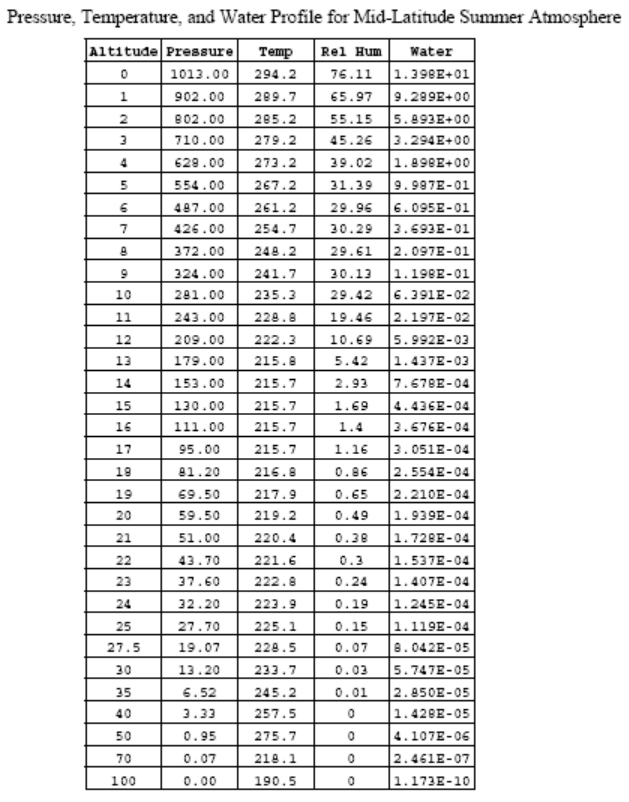 Pressure, Temperature, and Water Profile for Mid-Latitude Summer Atmosphere
Altitude Pressure Temp Rel Hum Water
0 1013.00 294.2 76.11 1.398E+01
1 902.00 289.7 65.97 9.289E+00
2 802.00 285.2 55.15 5.893E+00
3 710.00 279.2 45.26 3.294E+00
4 628.00 273.2 39.02 1.898E+00
5 554.00 267.2 31.39 9.987E-01
6 487.00 261.2 29.96 6.095E-01
7 426.00 254.7 30.29 3.693E-01
8 372.00 248.2 29.61 2.097E-01
9 324.00 241.7 30.13 1.198E-01
10 281.00 235.3 29.42 6.391E-02
11 243.00 228.8 19.46 2.197E-02
12 209.00 222.3 10.69 5.992E-03
13 179.00 215.8 5.42 1.437E-03
14 153.00 215.7 2.93 7.678E-04
15 130.00 215.7 1.69 4.436E-04
16 111.00 215.7 1.4 3.676E-04
17 95.00 215.7 1.16 3.051E-04
18 81.20 216.8 0.86 2.554E-04
19 69.50 217.9 0.65 2.210E-04
20 59.50 219.2 0.49 1.939E-04
21 51.00 220.4 0.38 1.728E-04
22 43.70 221.6 0.3 1.537E-04
23 37.60 222.8 0.24 1.407E-04
24 32.20 223.9 0.19 1.245E-04
25 27.70 225.1 0.15 1.119E-04
27.5 19.07 228.5 0.07 8.042E-05
30 13.20 233.7 0.03 5.747E-05
35 6.52 245.2 0.01 2.850E-05
40 3.33 257.5 0 1.428E-05
50 0.95 275.7 0 4.107E-06
70 0.07 218.1 0 2.461E-07
100 0.00 190.5 0 1.173E-10